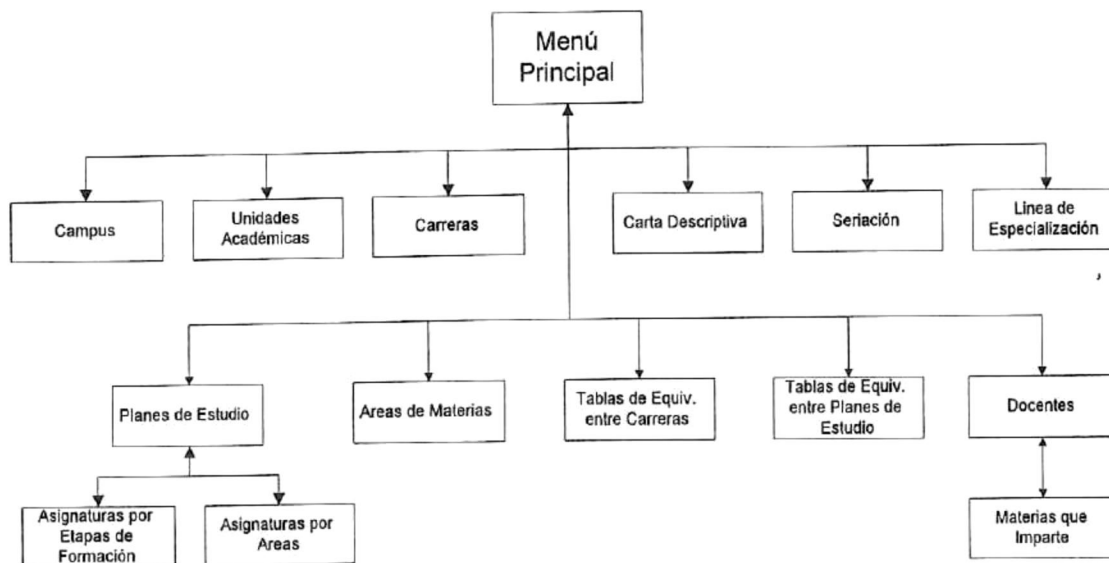 Menú
Principal
Campus
Unidades
Académicas
Carreras
Carta Descriptiva
Seriación
Linea de
Especialización
Planes de Estudio
Areas de Materias
Tablas de Equiv.
entre Carreras
Tablas de Equiv.
entre Planes de
Estudio
Docentes
Asignaturas por
Etapas de
Formación
Asignaturas por
Areas
Materias que
Imparte